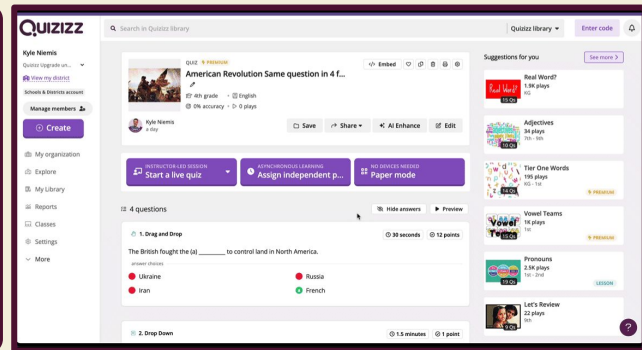 QUIZIZZ
Search in Quizizz library
Quizizz library
Enter code
Kyle Niemis
Quizizz Upgrade un...
View my district
Schools & Districts account
Manage members
Create
My organization
Explore
My Library
Reports
Classes
Settings
More
QUIZ PREMIUM
American Revolution Same question in 4 f...
4th grade • English
0% accuracy • 0 plays
Embed
Kyle Niemis
a day
Save
Share
AI Enhance
Edit
INSTRUCTOR-LED SESSION
Start a live quiz
ASYNCHRONOUS LEARNING
Assign independent p...
NO DEVICES NEEDED
Paper mode
4 questions
Hide answers
Preview
1. Drag and Drop
30 seconds
12 points
The British fought the (a) ________ to control land in North America.
answer choices
Ukraine
Russia
Iran
French
2. Drop Down
1.5 minutes
1 point
Suggestions for you
See more >
Real Word?
15 Qs
Real Word?
1.9K plays
KG
10 Qs
Adjectives
34 plays
7th - 9th
14 Qs
Tier One Words
195 plays
KG - 1st
PREMIUM
Vowel
Teams
15 Qs
Vowel Teams
1K plays
1st
PREMIUM
19 Qs
Pronouns
2.5K plays
1st - 2nd
LESSON
9 Qs
Let's Review
22 plays
9th
?